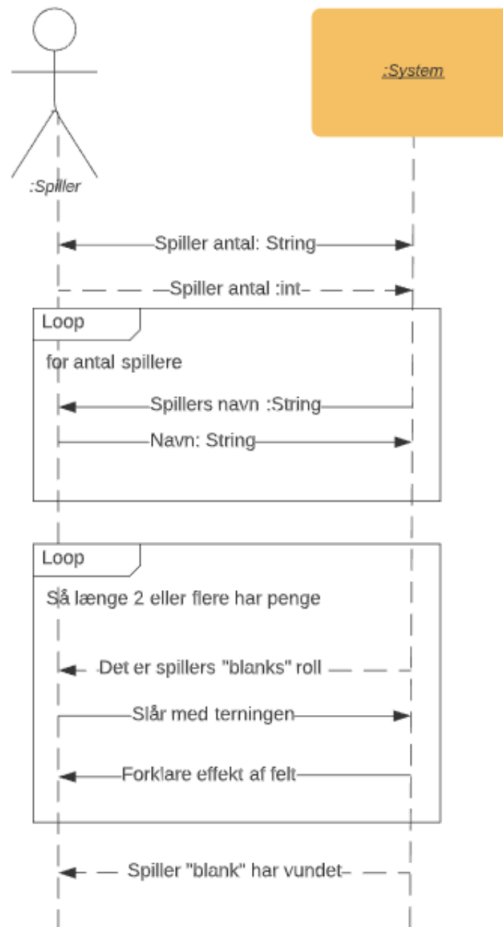 :System
:Spiller
Spiller antal: String
Spiller antal :int
Loop
for antal spillere
Spillers navn :String
Navn: String
Loop
Så længe 2 eller flere har penge
Det er spillers "blanks" roll
Slår med terningen
Forklare effekt af felt
Spiller "blank" har vundet